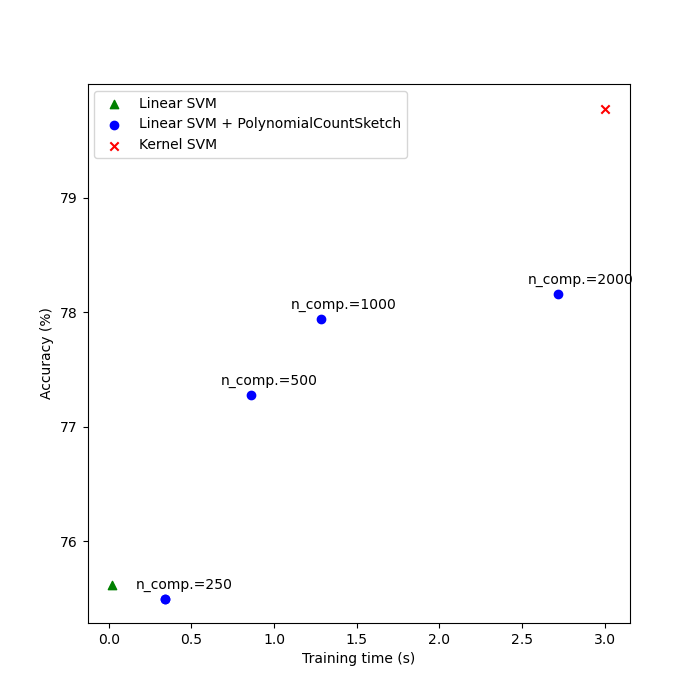 Linear SVM
Linear SVM + PolynomialCountSketch
Kernel SVM
79
n_comp.=2000
78
n_comp.=1000
n_comp.=500
77
76
n_comp.=250
Accuracy (%)
0.0 0.5 1.0 1.5 2.0 2.5 3.0
Training time (s)